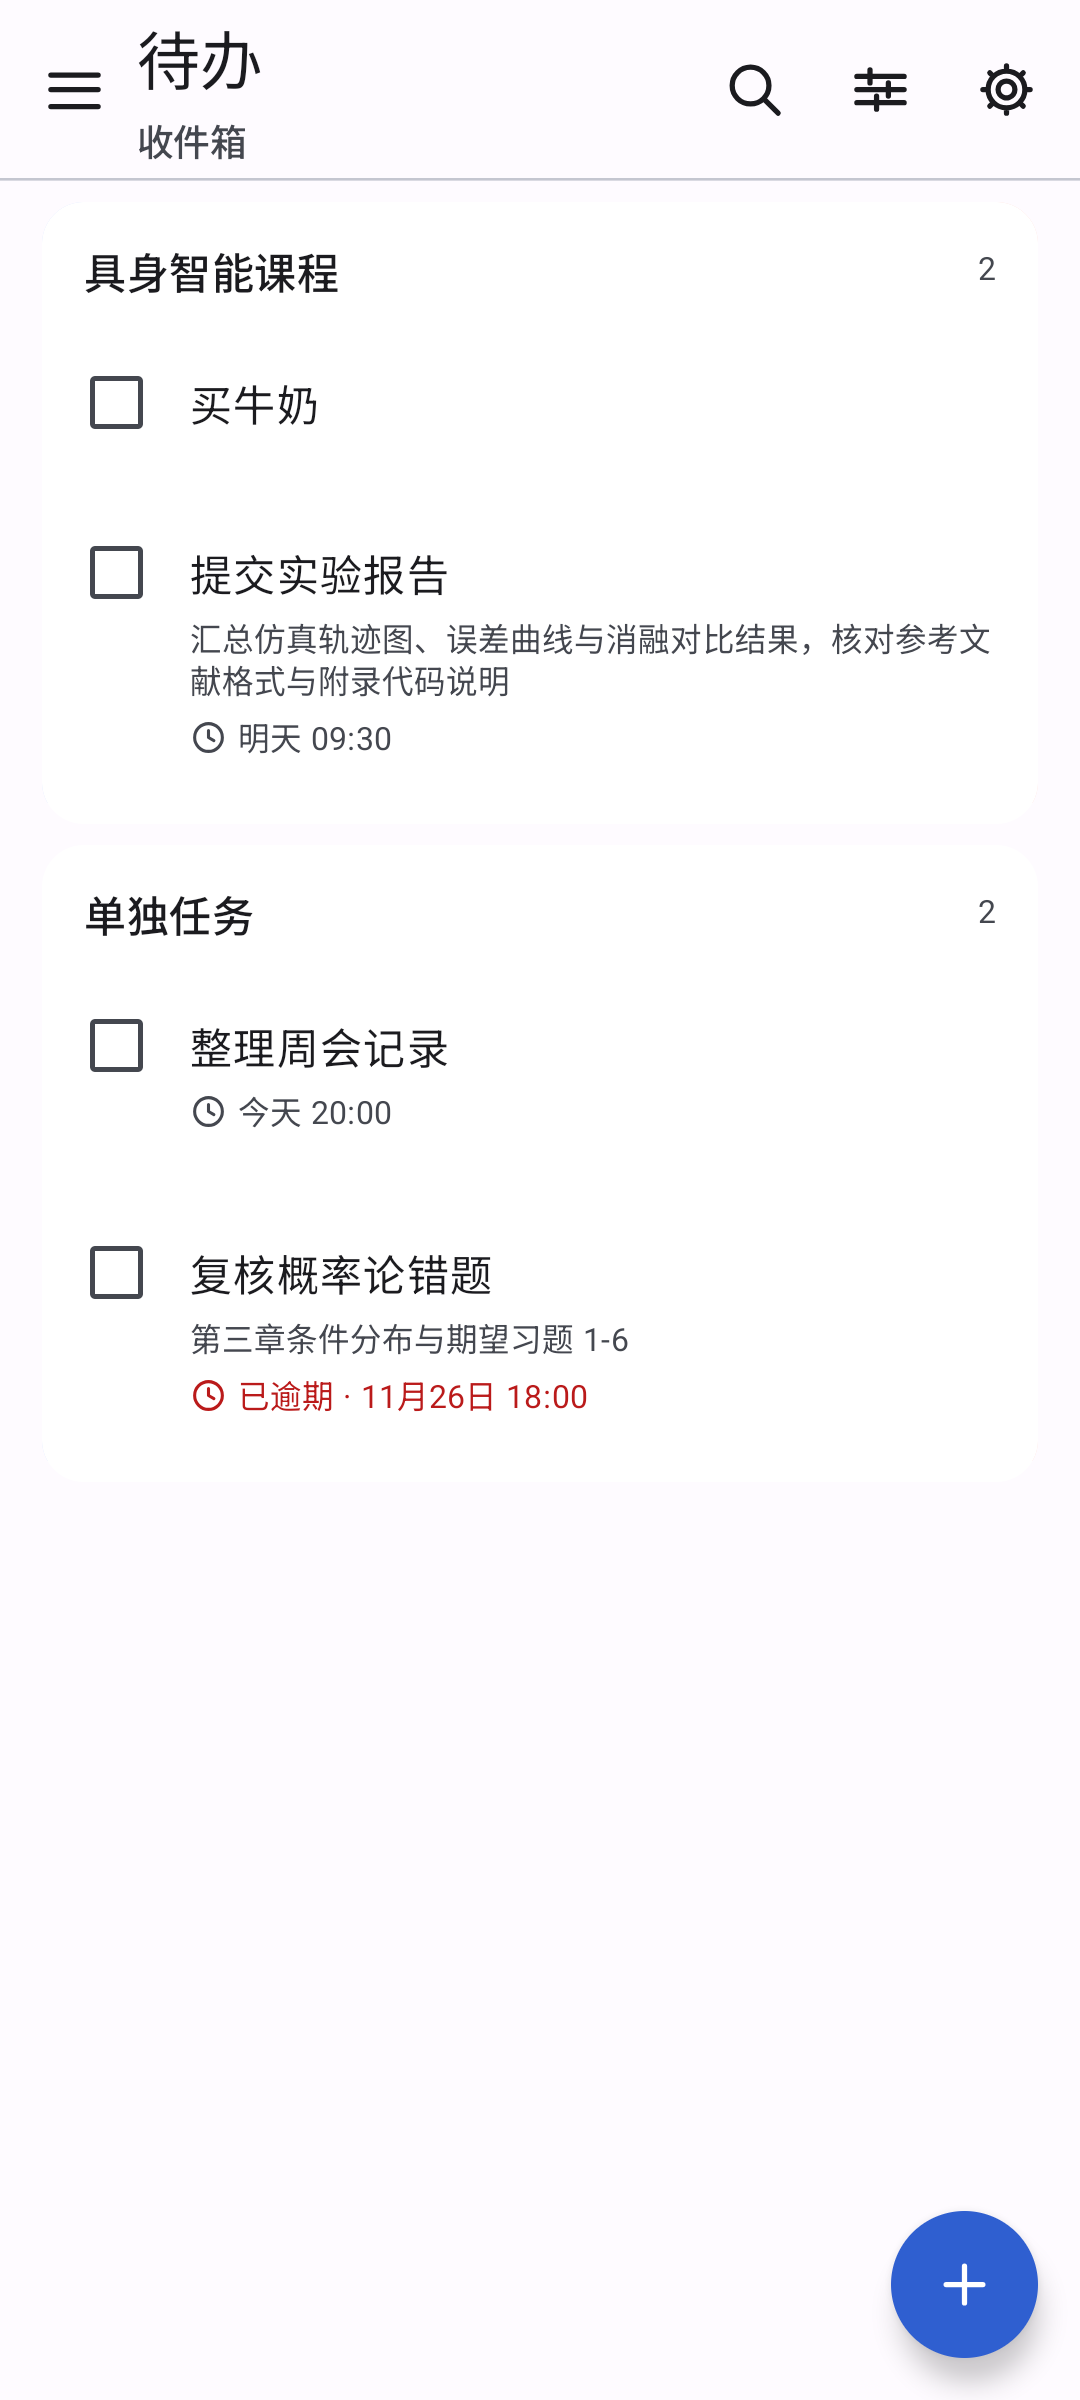 待办
收件箱
具身智能课程
2
买牛奶
提交实验报告
汇总仿真轨迹图、误差曲线与消融对比结果，核对参考文
献格式与附录代码说明
明天 09:30
单独任务
2
整理周会记录
今天 20:00
复核概率论错题
第三章条件分布与期望习题 1-6
已逾期 · 11月26日 18:00